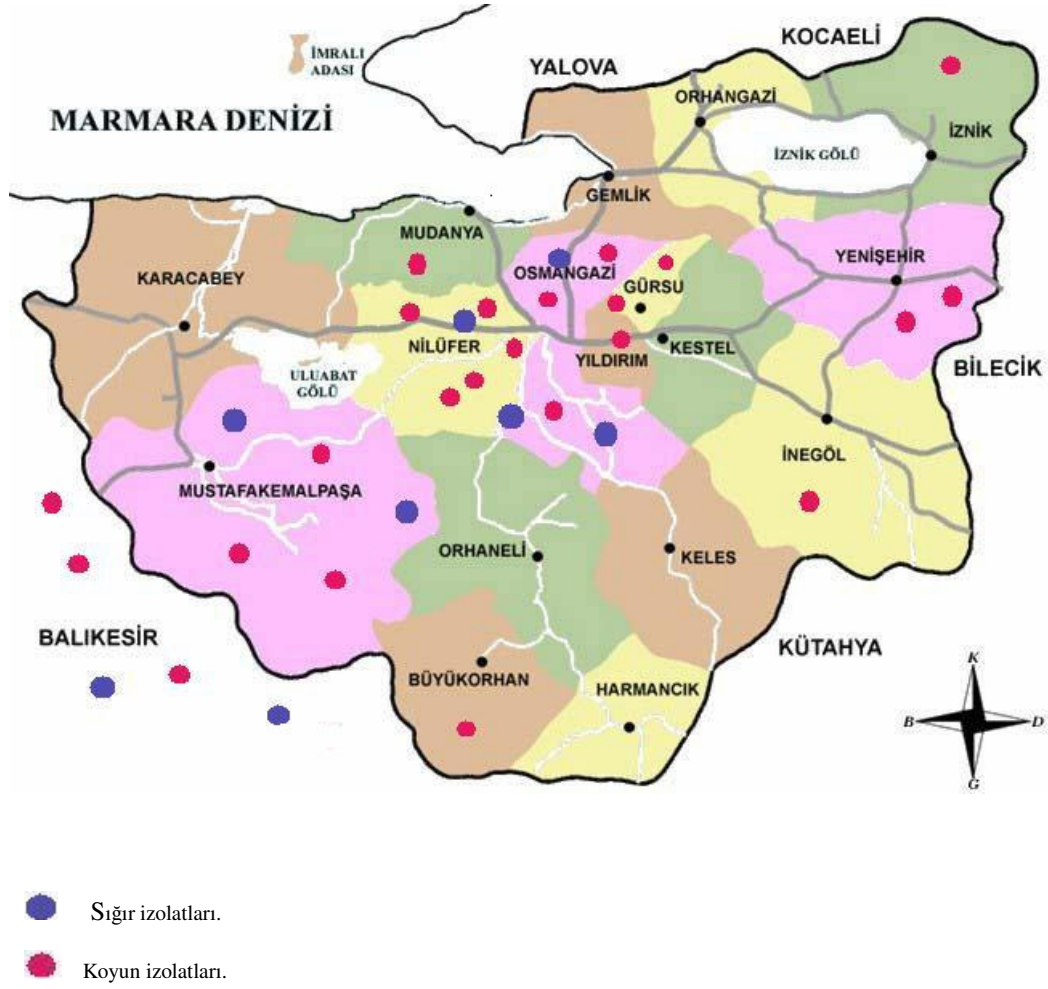 KOCAELİ
İMRALI
ADASI
YALOVA
ORHANGAZİ
MARMARA DENİZİ
İZNİK
İZNİK GÖLÜ
GEMLİK
MUDANYA
OSMANGAZİ
YENİŞEHİR
KARACABEY
GÜRSU
NİLÜFER
YILDIRIM
KESTEL
BİLECİK
ULUABAT
GÖLÜ
İNEGÖL
MUSTAFAKEMALPAŞA
ORHANELİ
KELES
BALIKESİR
KÜTAHYA
BÜYÜKORHAN
HARMANCIK
K
B
D
G
Sığır izolatları.
Koyun izolatları.